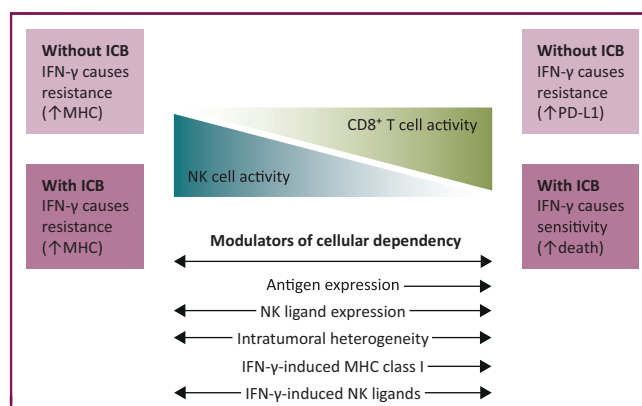 Without ICB
IFN-γ causes
resistance
(↑MHC)
With ICB
IFN-γ causes
resistance
(↑MHC)
CD8⁺ T cell activity
NK cell activity
Without ICB
IFN-γ causes
resistance
(↑PD-L1)
With ICB
IFN-γ causes
sensitivity
(↑death)
Modulators of cellular dependency
Antigen expression
NK ligand expression
Intratumoral heterogeneity
IFN-γ-induced MHC class I
IFN-γ-induced NK ligands